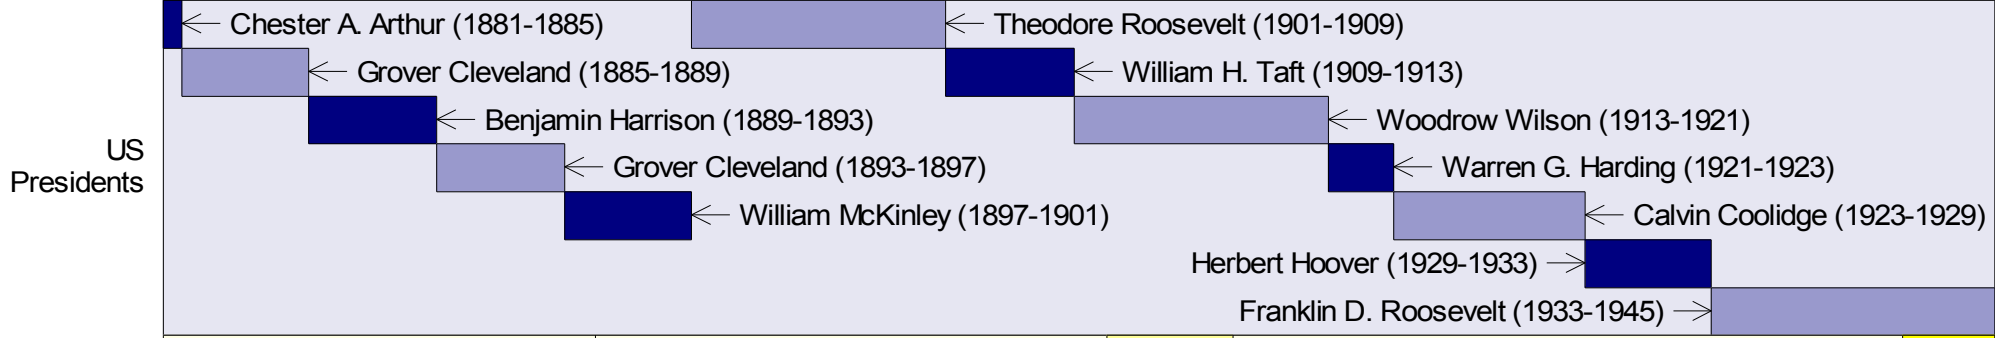 Chester A. Arthur (1881-1885)
Theodore Roosevelt (1901-1909)
Grover Cleveland (1885-1889)
William H. Taft (1909-1913)
Benjamin Harrison (1889-1893)
Woodrow Wilson (1913-1921)
US
Presidents
Grover Cleveland (1893-1897)
Warren G. Harding (1921-1923)
William McKinley (1897-1901)
Calvin Coolidge (1923-1929)
Herbert Hoover (1929-1933)
Franklin D. Roosevelt (1933-1945)